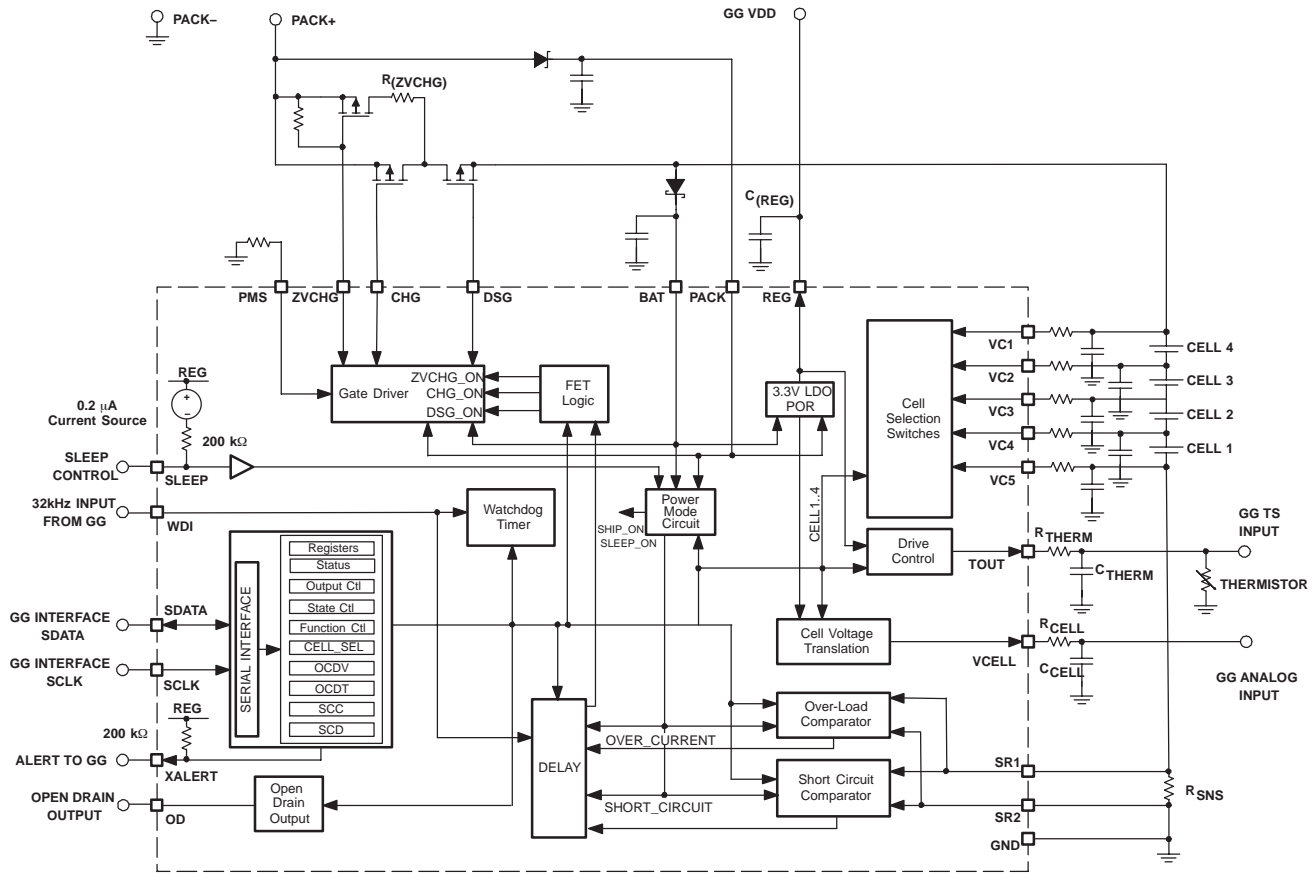 PACK–
PACK+
GG VDD
R(ZVCHG)
C(REG)
PMS
ZVCHG
CHG
DSG
BAT
PACK
REG
REG
0.2 µA
Current Source
200 kΩ
SLEEP
CONTROL
SLEEP
32kHz INPUT
FROM GG
WDI
Gate Driver
ZVCHG_ON
CHG_ON
DSG_ON
FET
Logic
3.3V LDO
POR
Cell
Selection
Switches
VC1
VC2
VC3
VC4
VC5
CELL 4
CELL 3
CELL 2
CELL 1
Watchdog
Timer
SHIP_ON
SLEEP_ON
Power
Mode
Circuit
CELL1..4
Drive
Control
TOUT
RTHERM
CTHERM
GG TS
INPUT
THERMISTOR
Registers
Status
Output Ctl
State Ctl
Function Ctl
CELL_SEL
OCDV
OCDT
SCC
SCD
SERIAL INTERFACE
GG INTERFACE
SDATA
SDATA
GG INTERFACE
SCLK
SCLK
REG
200 kΩ
ALERT TO GG
XALERT
OPEN DRAIN
OUTPUT
OD
Open
Drain
Output
Cell Voltage
Translation
VCELL
RCELL
CCELL
GG ANALOG
INPUT
DELAY
OVER_CURRENT
SHORT_CIRCUIT
Over-Load
Comparator
Short Circuit
Comparator
SR1
SR2
GND
RSNS